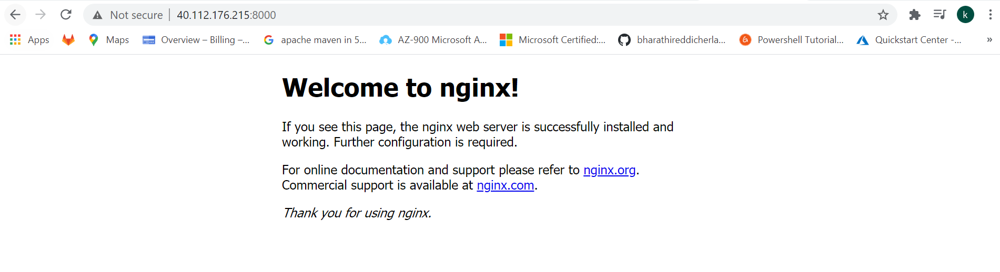 Not secure | 40.112.176.215:8000 k
Apps Maps Overview – Billing –... apache maven in 5... AZ-900 Microsoft A... Microsoft Certified:... bharathireddicherla... Powershell Tutorial... Quickstart Center -... »
Welcome to nginx!
If you see this page, the nginx web server is successfully installed and
working. Further configuration is required.
For online documentation and support please refer to nginx.org.
Commercial support is available at nginx.com.
Thank you for using nginx.